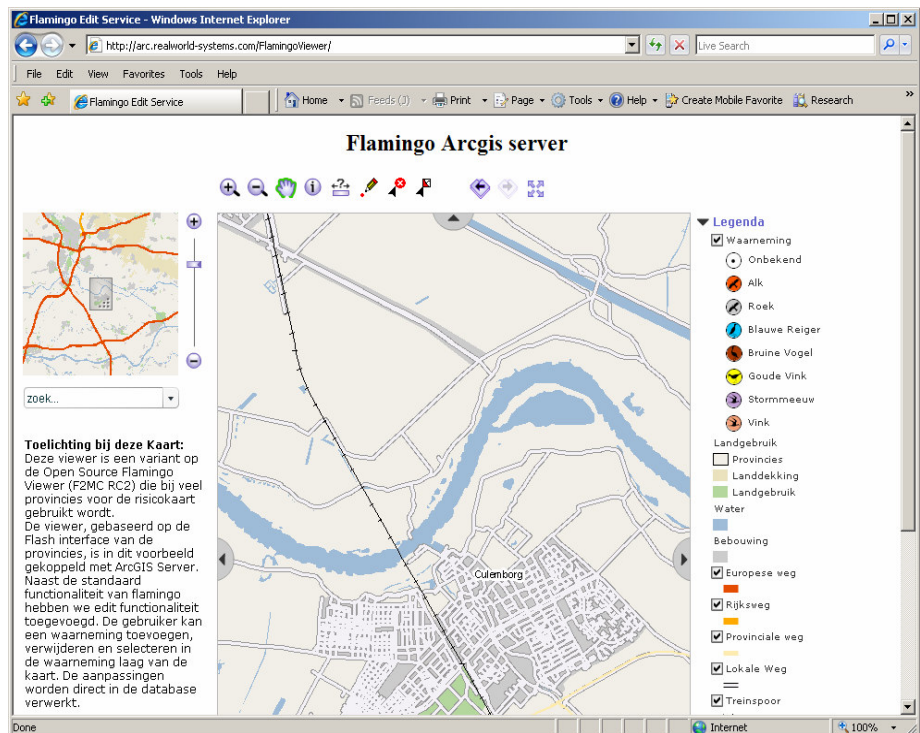 Flamingo Edit Service - Windows Internet Explorer
http://arc.realworld-systems.com/FlamingoViewer/
Live Search
File Edit View Favorites Tools Help
Flamingo Edit Service
Home Feeds (J) Print Page Tools Help Create Mobile Favorite Research
Flamingo Arcgis server
zoek...
Toelichting bij deze Kaart:
Deze viewer is een variant op
de Open Source Flamingo
Viewer (F2MC RC2) die bij veel
provincies voor de risicokaart
gebruikt wordt.
De viewer, gebaseerd op de
Flash interface van de
provincies, is in dit voorbeeld
gekoppeld met ArcGIS Server.
Naast de standaard
functionaliteit van flamingo
hebben we edit functionaliteit
toegevoegd. De gebruiker kan
een waarneming toevoegen,
verwijderen en selecteren in
de waarneming laag van de
kaart. De aanpassingen
worden direct in de database
verwerkt.
Culemborg
Legenda
Waarneming
Onbekend
Alk
Roek
Blauwe Reiger
Bruine Vogel
Goude Vink
Stormmeeuw
Vink
Landgebruik
Provincies
Landdekking
Landgebruik
Water
Bebouwing
Europese weg
Rijksweg
Provinciale weg
Lokale Weg
Treinspoor
Done
Internet
100%